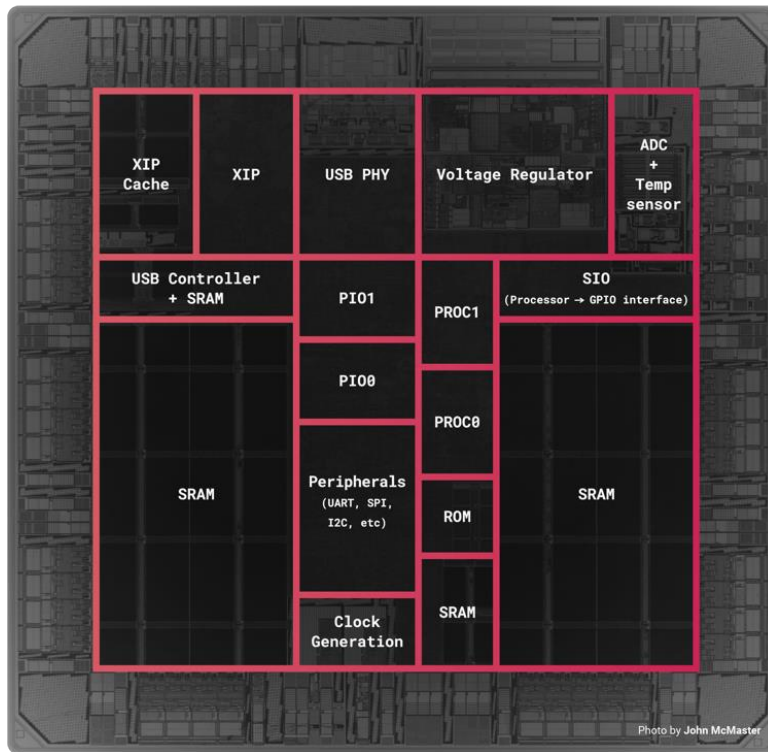 XIP
Cache
XIP
USB PHY
Voltage Regulator
ADC
+
Temp
sensor
USB Controller
+ SRAM
PIO1
PROC1
SIO
(Processor → GPIO interface)
PIO0
PROC0
SRAM
Peripherals
(UART, SPI,
I2C, etc)
ROM
SRAM
Clock
Generation
SRAM
Photo by John McMaster